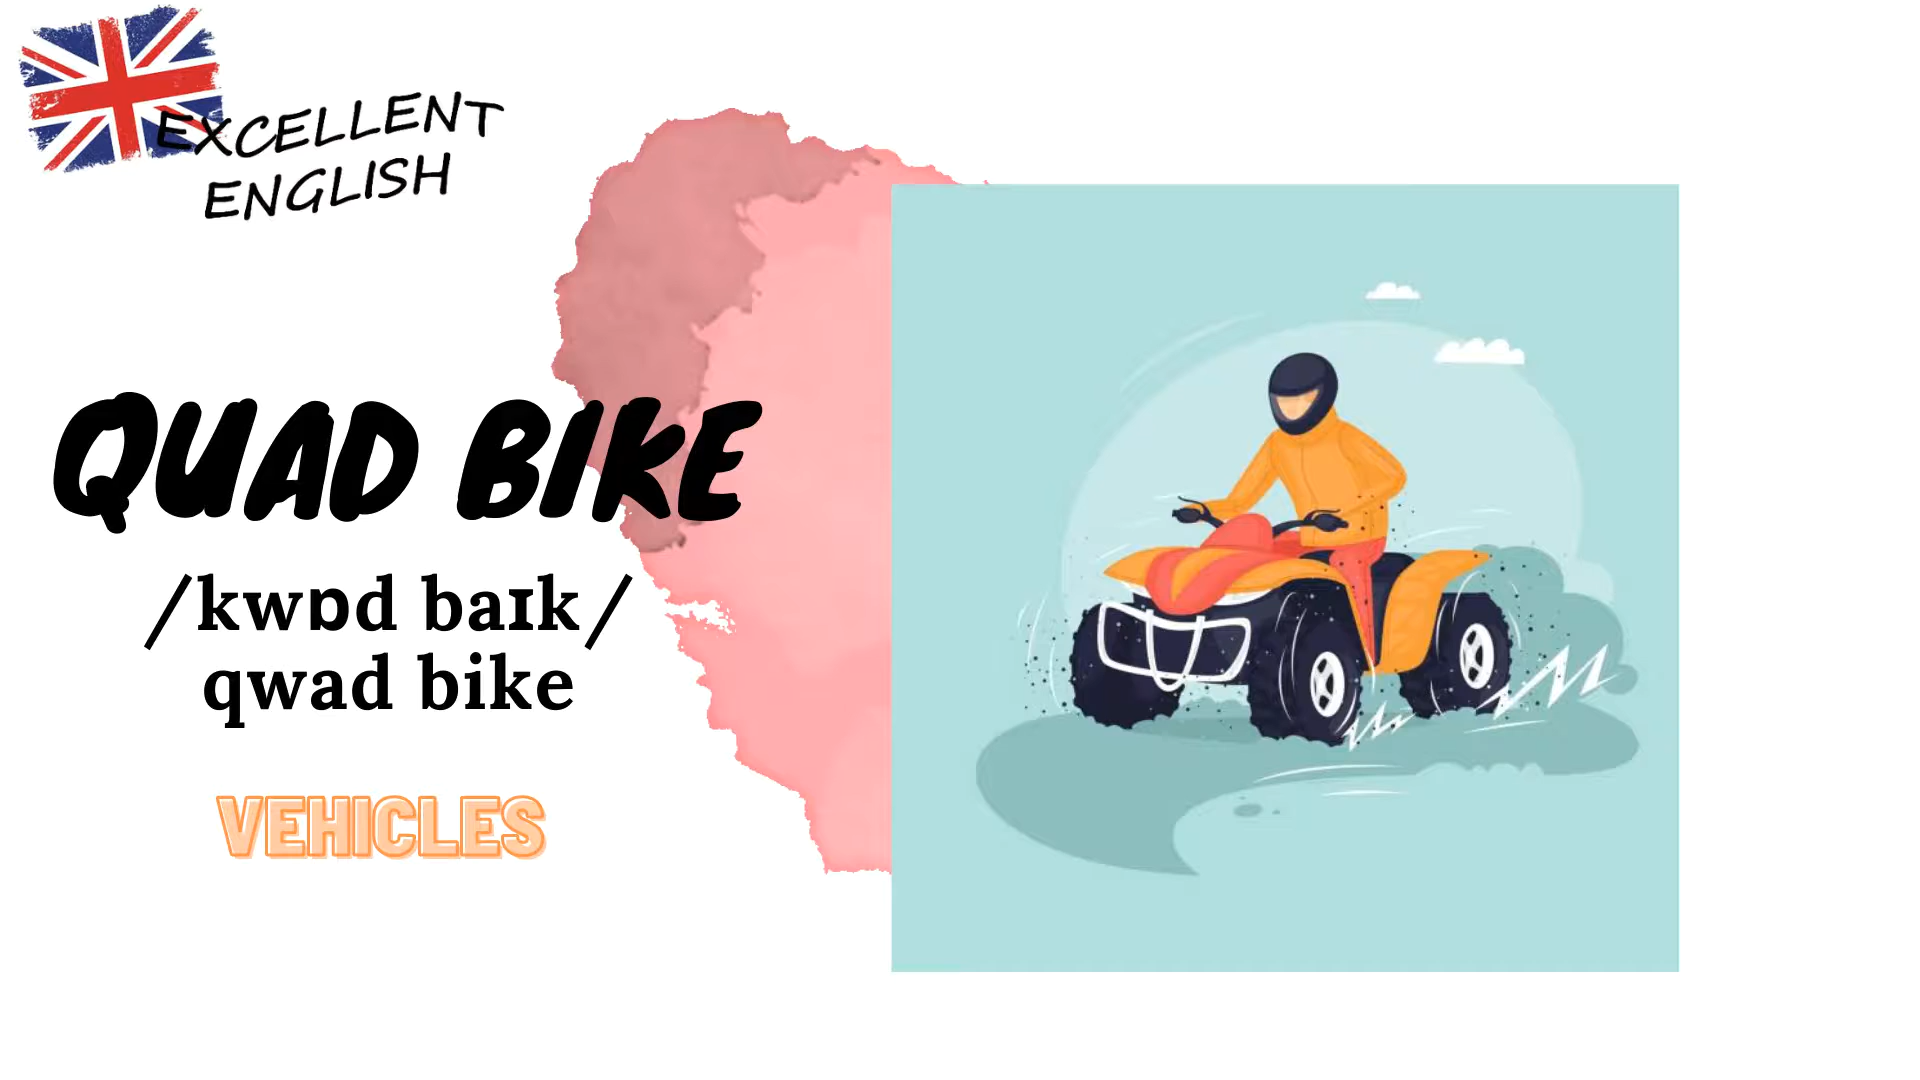 EXCELLENT
ENGLISH
QUAD BIKE
/kwɒd baɪk/
qwad bike
VEHICLES